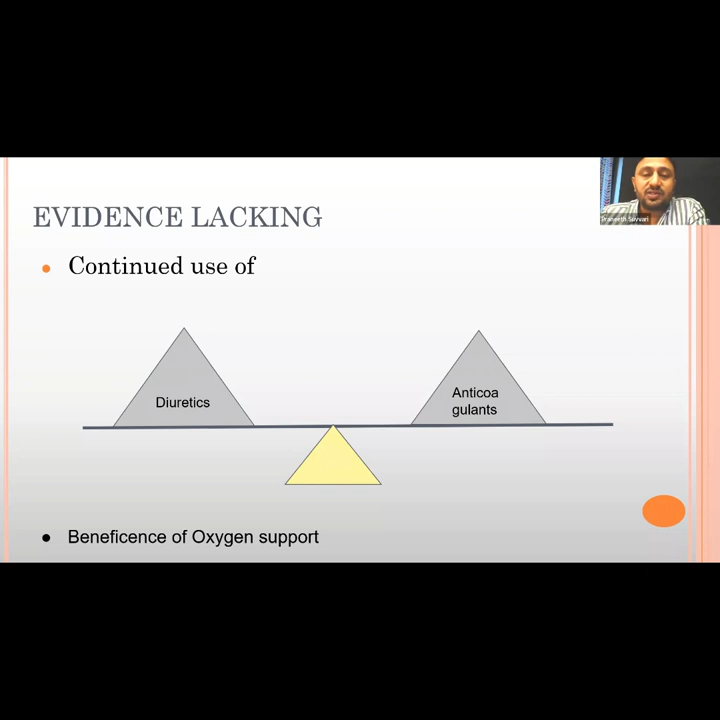 EVIDENCE LACKING
Continued use of
Diuretics
Anticoa
gulants
Beneficence of Oxygen support